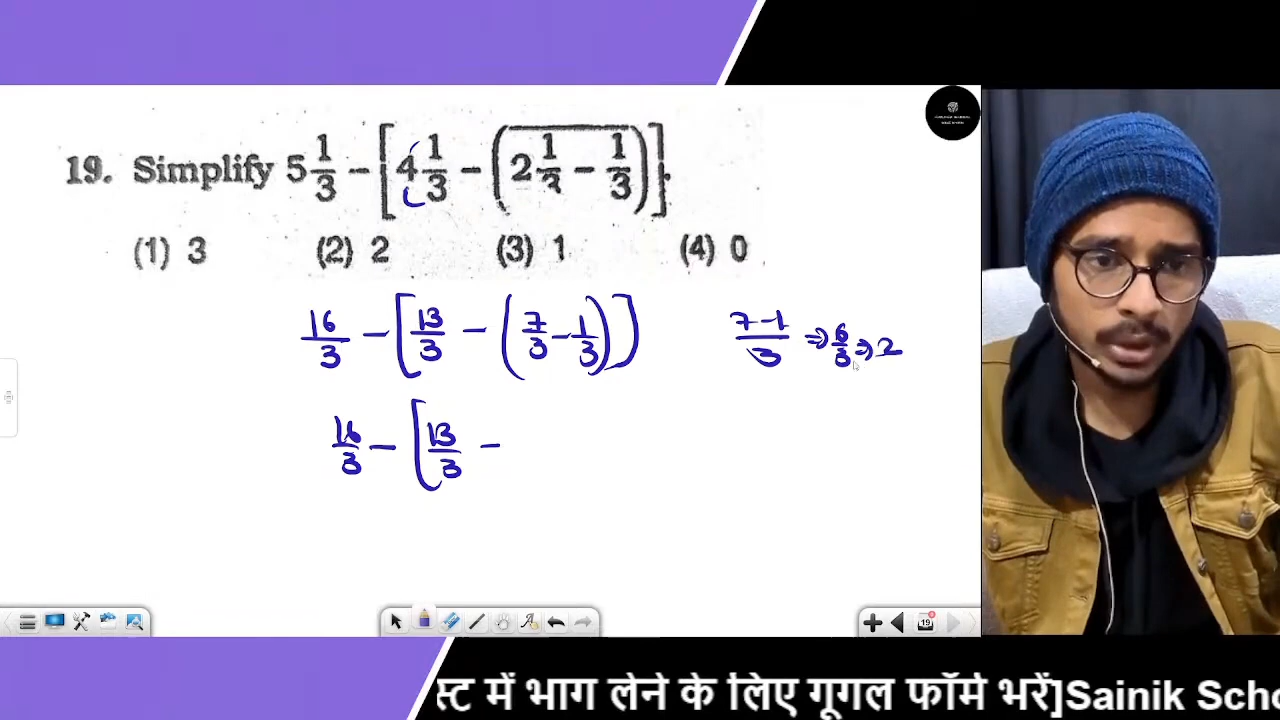 19. Simplify 5 1/3 − [4 1/3 − (2 1/3 − 1/3)].
(1) 3 (2) 2 (3) 1 (4) 0
16/3 − [13/3 − (7/3 − 1/3)] 7−1/3 ⇒ 6/3 ⇒ 2
16/3 − [13/3 −
19
स्ट में भाग लेने के लिए गूगल फॉर्म भरें]Sainik Scho